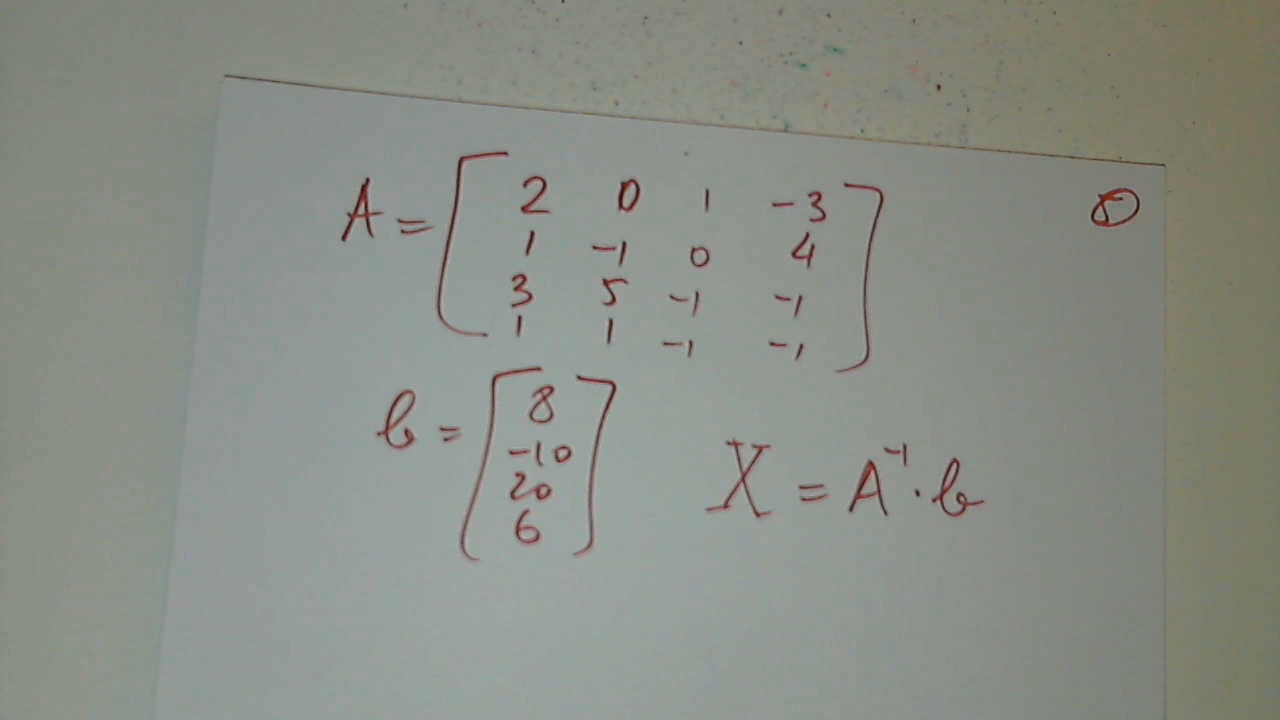 A = [ 2 0 1 -3
1 -1 0 4
3 5 -1 -1
1 1 -1 -1 ]
5
b = [ 8
-10
20
6 ]
X = A⁻¹ · b